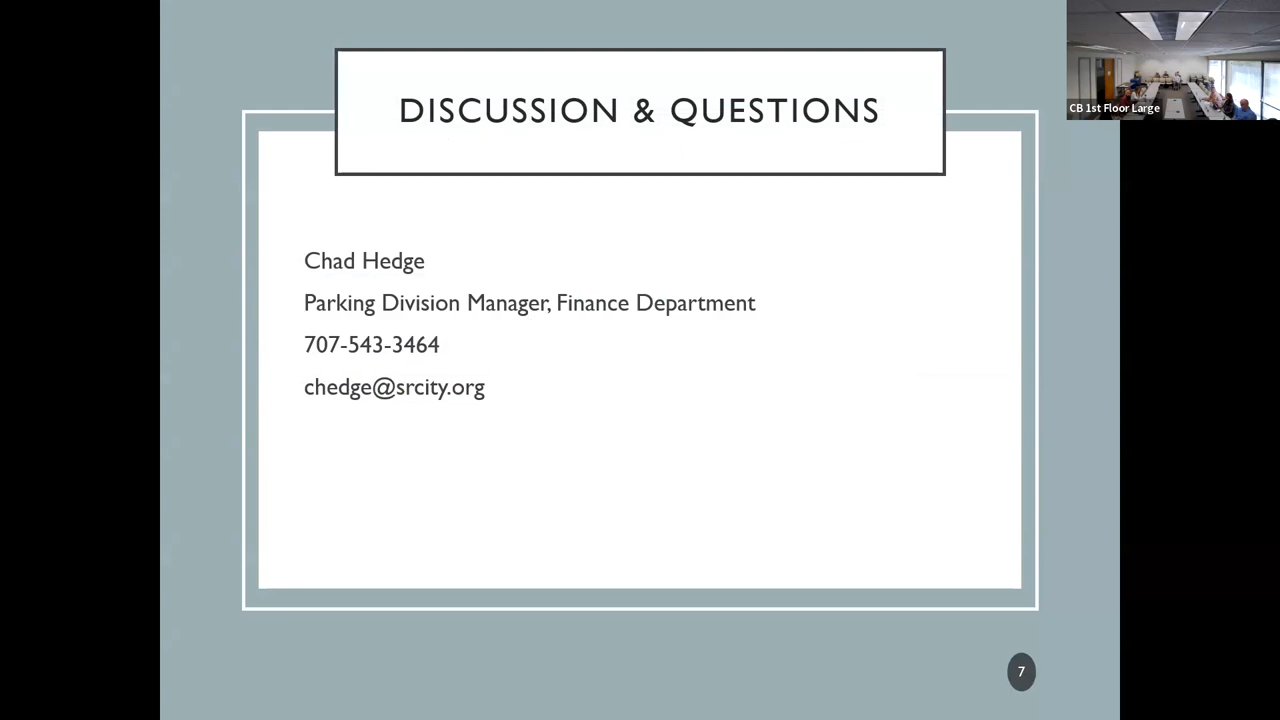 DISCUSSION & QUESTIONS
CB 1st Floor Large
Chad Hedge
Parking Division Manager, Finance Department
707-543-3464
chedge@srcity.org
7